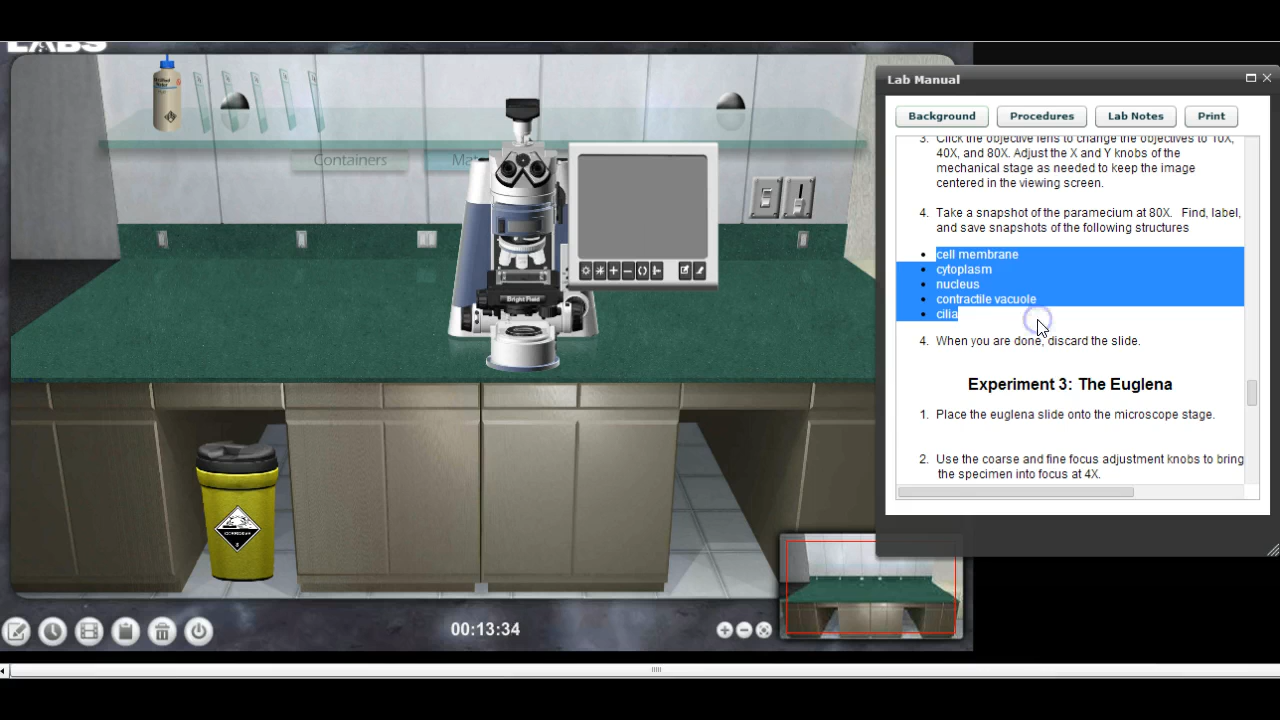 LABS
Containers
Mat
Bright Field
CORROSIVE
00:13:34
Lab Manual
Background
Procedures
Lab Notes
Print
3. Click the objective lens to change the objectives to 10X,
40X, and 80X. Adjust the X and Y knobs of the
mechanical stage as needed to keep the image
centered in the viewing screen.
4. Take a snapshot of the paramecium at 80X. Find, label,
and save snapshots of the following structures
• cell membrane
• cytoplasm
• nucleus
• contractile vacuole
• cilia
4. When you are done, discard the slide.
Experiment 3: The Euglena
1. Place the euglena slide onto the microscope stage.
2. Use the coarse and fine focus adjustment knobs to bring
the specimen into focus at 4X.